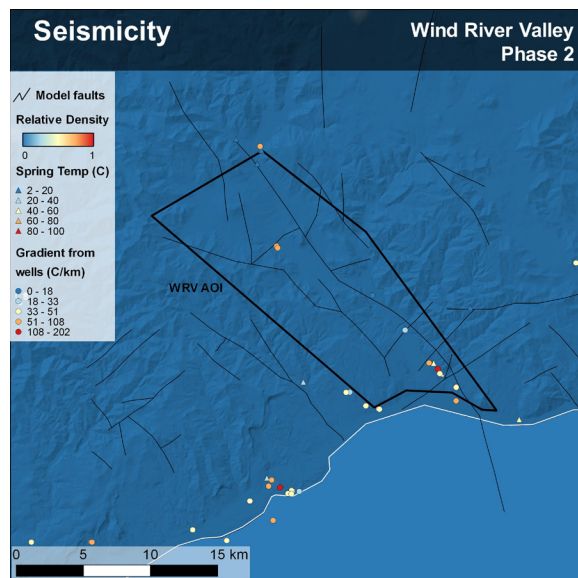 Seismicity
Wind River Valley
Phase 2
Model faults
Relative Density
0 1
Spring Temp (C)
2 - 20
20 - 40
40 - 60
60 - 80
80 - 100
Gradient from
wells (C/km)
0 - 18
18 - 33
33 - 51
51 - 108
108 - 202
WRV AOI
0 5 10 15 km